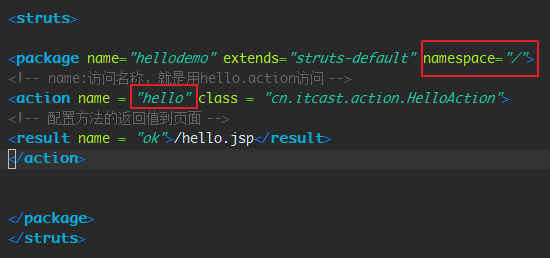 <struts>
<package name="hellodemo" extends="struts-default" namespace="/">
<!-- name:访问名称，就是用hello.action访问 -->
<action name = "hello" class = "cn.itcast.action.HelloAction">
<!-- 配置方法的返回值到页面 -->
<result name = "ok">/hello.jsp</result>
</action>
</package>
</struts>